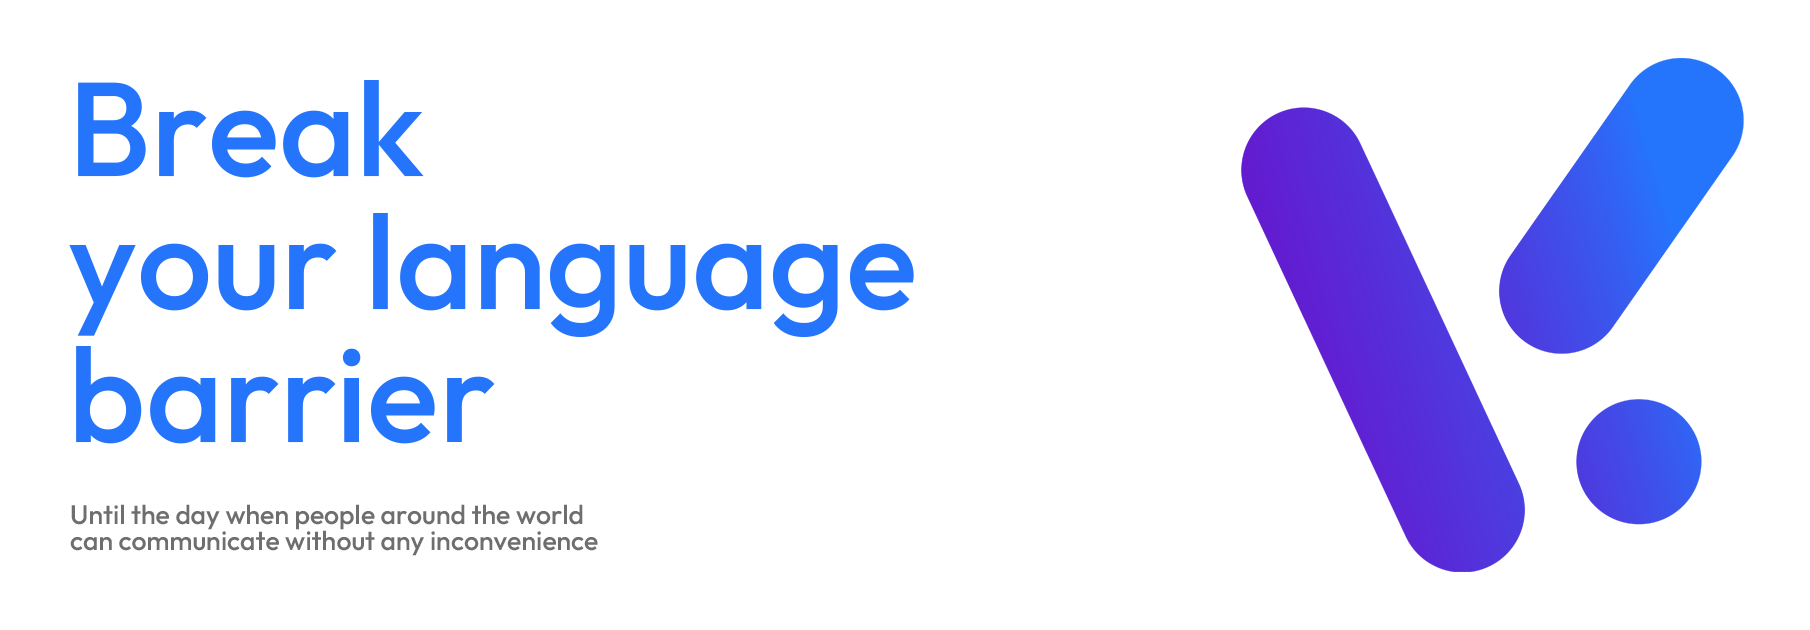 Break
your language
barrier
Until the day when people around the world
can communicate without any inconvenience